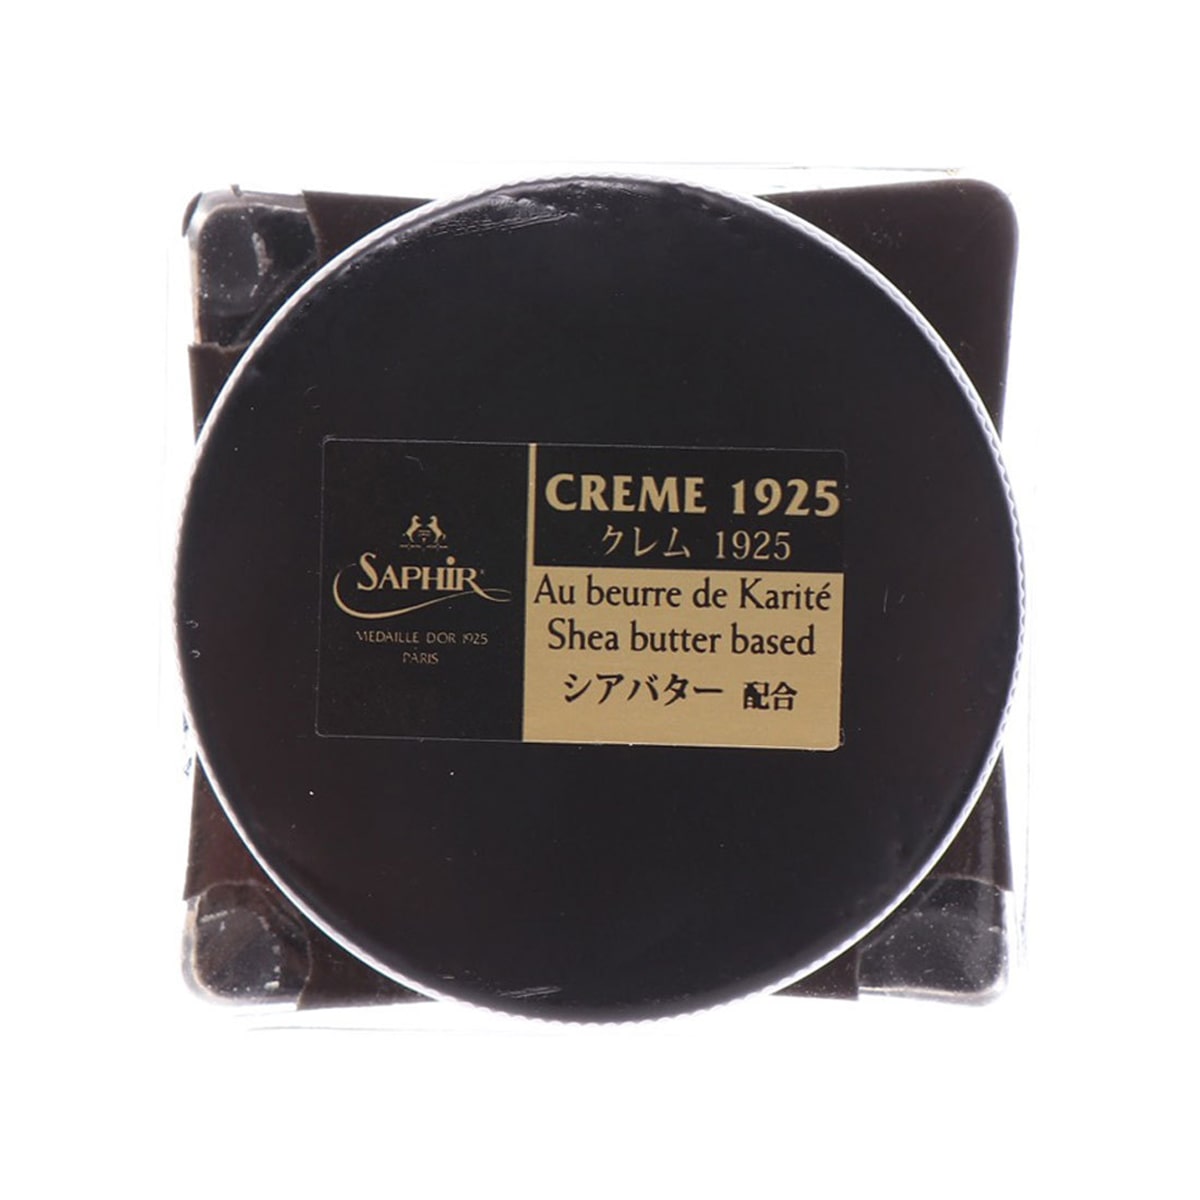 SAPHIR
MEDAILLE D'OR 1925
PARIS
CREME 1925
クレム 1925
Au beurre de Karité
Shea butter based
シアバター 配合